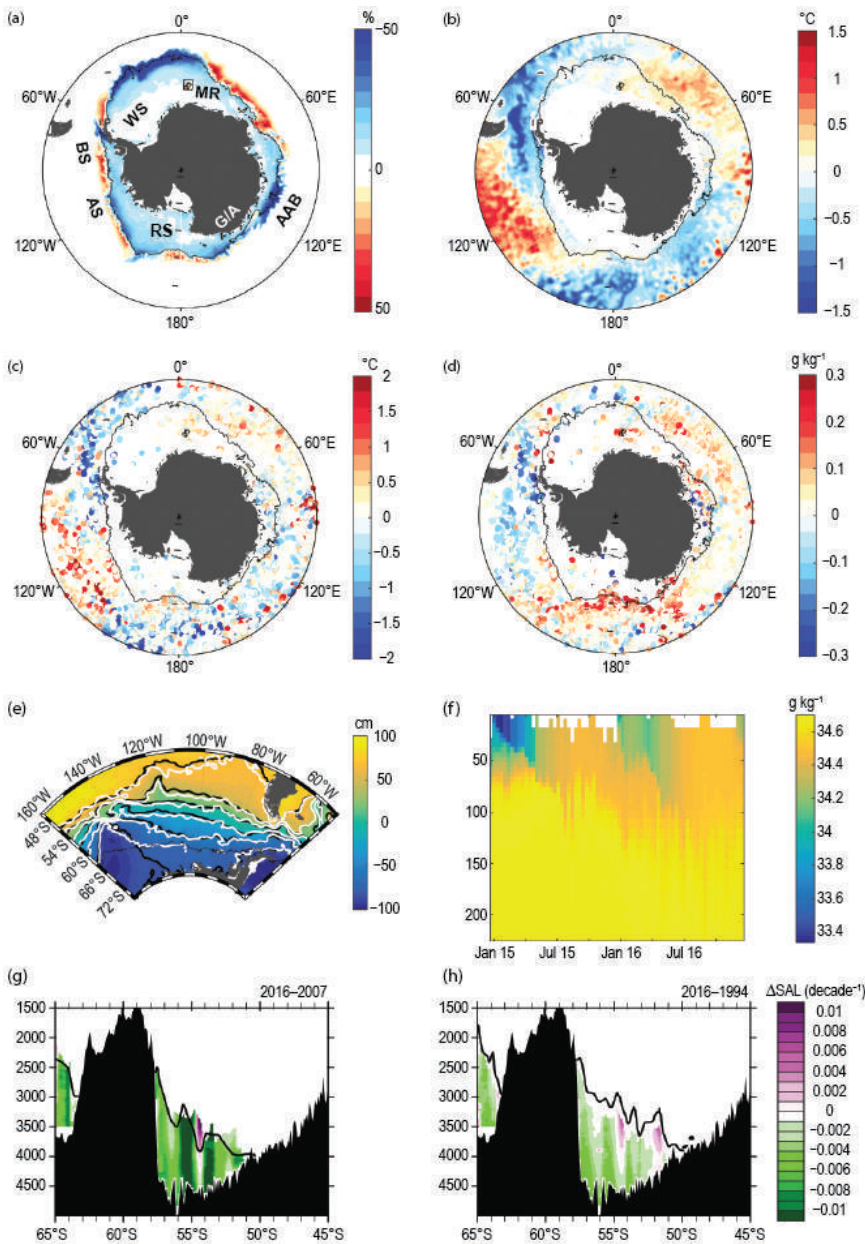 (a)
%
0°
−50
60°W
60°E
WS
MR
BS
0
AS
RS
G/A
AAB
120°W
120°E
180°
50
(b)
°C
0°
1.5
1
60°W
60°E
0.5
0
−0.5
120°W
120°E
−1
180°
−1.5
(c)
°C
0°
2
1.5
60°W
60°E
1
0.5
0
−0.5
120°W
120°E
−1
−1.5
180°
−2
(d)
g kg⁻¹
0°
0.3
60°W
60°E
0.2
0.1
0
−0.1
120°W
120°E
−0.2
180°
−0.3
(e)
cm
100
160°W
140°W
120°W
100°W
80°W
60°W
50
48°S
54°S
60°S
66°S
72°S
0
−50
−100
(f)
g kg⁻¹
50
100
150
200
Jan 15
Jul 15
Jan 16
Jul 16
34.6
34.4
34.2
34
33.8
33.6
33.4
(g)
2016–2007
1500
2000
2500
3000
3500
4000
4500
65°S
60°S
55°S
50°S
45°S
(h)
2016–1994
ΔSAL (decade⁻¹)
1500
2000
2500
3000
3500
4000
4500
65°S
60°S
55°S
50°S
45°S
0.01
0.008
0.006
0.004
0.002
0
−0.002
−0.004
−0.006
−0.008
−0.01